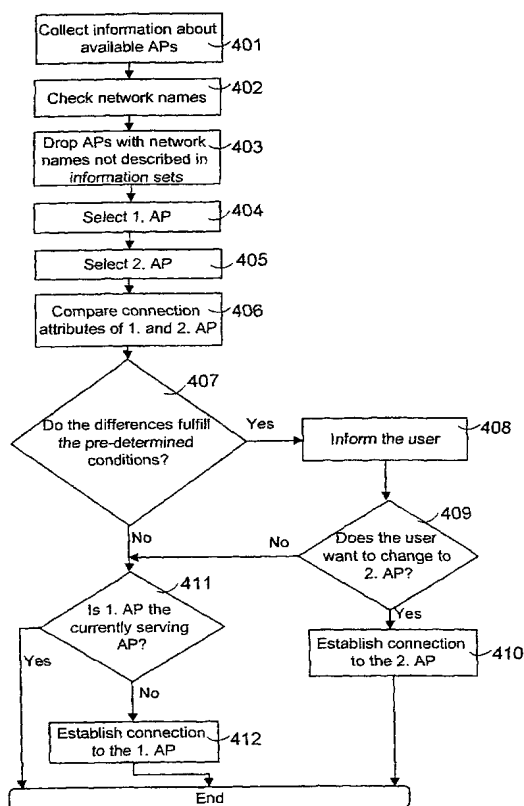 Collect information about
available APs
401
Check network names
402
Drop APs with network
names not described in
information sets
403
Select 1. AP
404
Select 2. AP
405
Compare connection
attributes of 1. and 2. AP
406
407
Do the differences fulfill
the pre-determined
conditions?
Yes
Inform the user
408
409
No
No
Does the user
want to change to
2. AP?
411
Is 1. AP the
currently serving
AP?
Yes
Yes
Establish connection
to the 2. AP
410
No
Establish connection
to the 1. AP
412
End